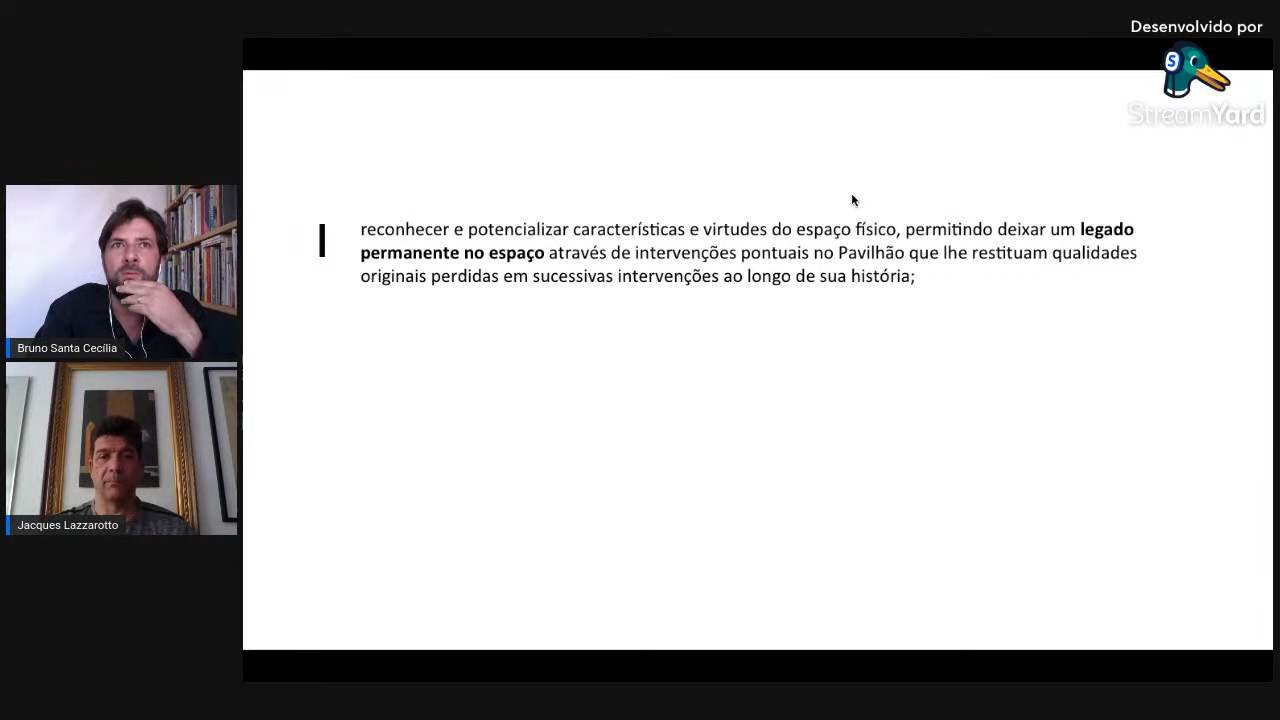 Desenvolvido por
StreamYard
I
reconhecer e potencializar características e virtudes do espaço físico, permitindo deixar um legado
permanente no espaço através de intervenções pontuais no Pavilhão que lhe restituam qualidades
originais perdidas em sucessivas intervenções ao longo de sua história;
Bruno Santa Cecília
Jacques Lazzarotto